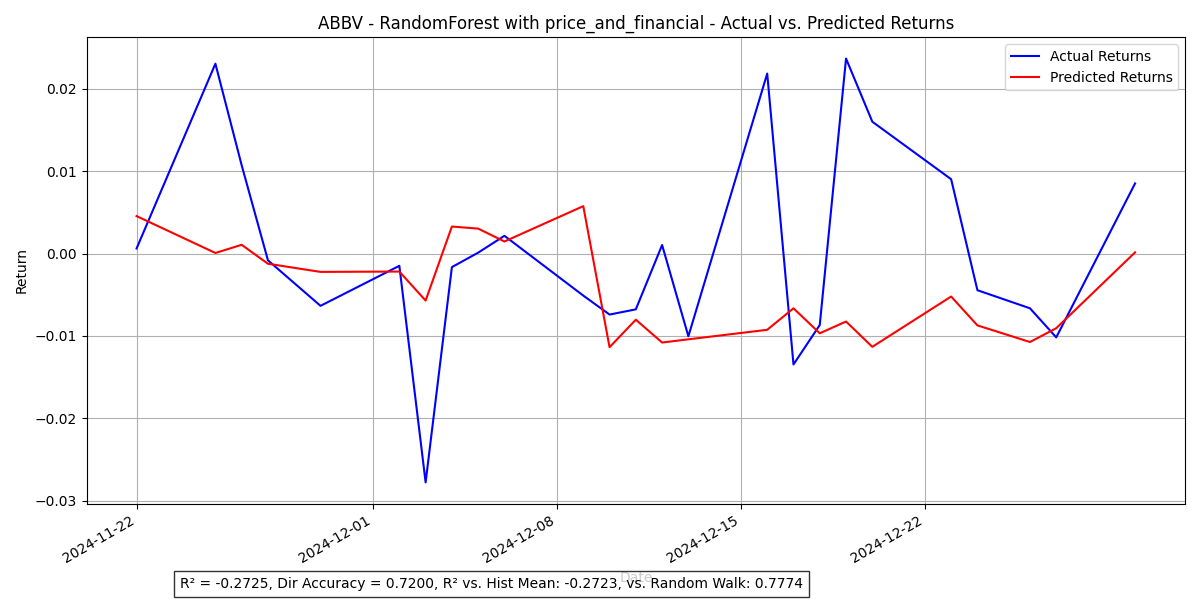 ABBV - RandomForest with price_and_financial - Actual vs. Predicted Returns
Actual Returns
Predicted Returns
0.02
0.01
0.00
−0.01
−0.02
−0.03
Return
2024-11-22
2024-12-01
2024-12-08
2024-12-15
2024-12-22
Date
R² = -0.2725, Dir Accuracy = 0.7200, R² vs. Hist Mean: -0.2723, vs. Random Walk: 0.7774